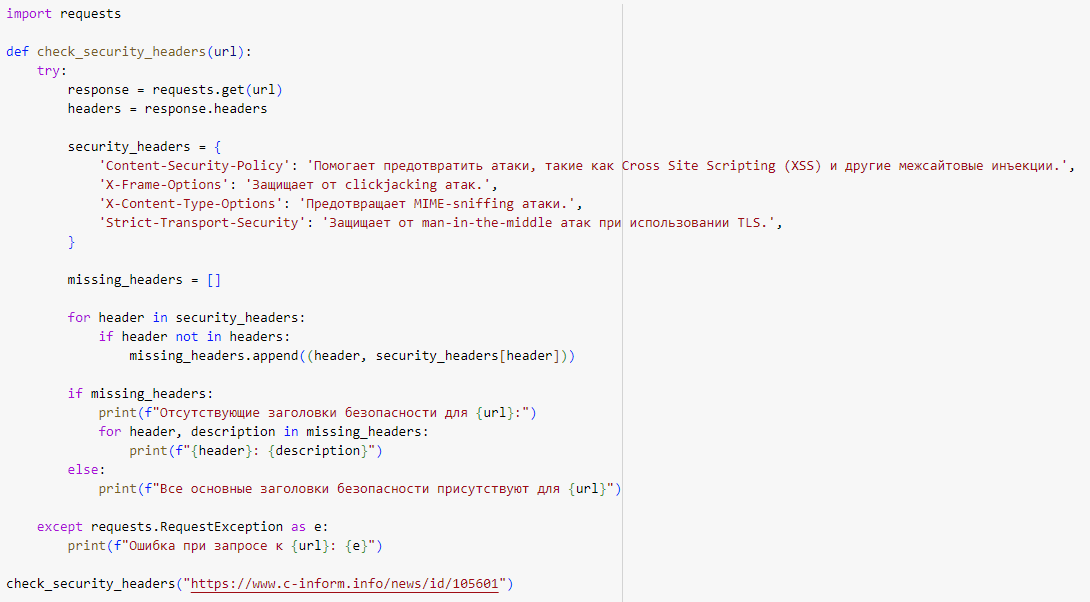 import requests
def check_security_headers(url):
    try:
        response = requests.get(url)
        headers = response.headers
        security_headers = {
            'Content-Security-Policy': 'Помогает предотвратить атаки, такие как Cross Site Scripting (XSS) и другие межсайтовые инъекции.',
            'X-Frame-Options': 'Защищает от clickjacking атак.',
            'X-Content-Type-Options': 'Предотвращает MIME-sniffing атаки.',
            'Strict-Transport-Security': 'Защищает от man-in-the-middle атак при использовании TLS.',
        }
        missing_headers = []
        for header in security_headers:
            if header not in headers:
                missing_headers.append((header, security_headers[header]))
        if missing_headers:
            print(f"Отсутствующие заголовки безопасности для {url}:")
            for header, description in missing_headers:
                print(f"{header}: {description}")
        else:
            print(f"Все основные заголовки безопасности присутствуют для {url}")
    except requests.RequestException as e:
        print(f"Ошибка при запросе к {url}: {e}")
check_security_headers("https://www.c-inform.info/news/id/105601")